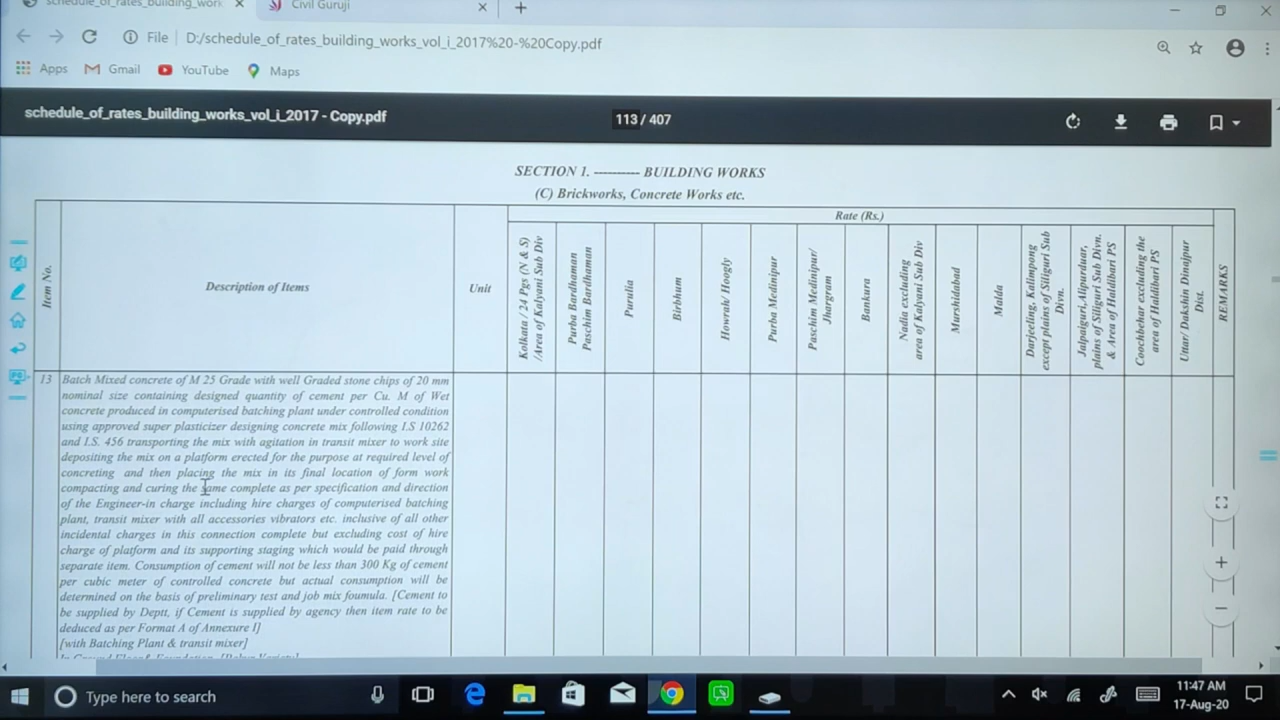 schedule_of_rates_building_work
Civil Guruji
File
D:/schedule_of_rates_building_works_vol_i_2017%20-%20Copy.pdf
Apps
Gmail
YouTube
Maps
schedule_of_rates_building_works_vol_i_2017 - Copy.pdf
113 / 407
SECTION 1. ---------- BUILDING WORKS
(C) Brickworks, Concrete Works etc.
Item No.
Description of Items
Unit
Rate (Rs.)
Kolkata / 24 Pgs (N & S)
/Area of Kalyani Sub Div
Purba Bardhaman
Paschim Bardhaman
Purulia
Birbhum
Howrah/ Hoogly
Purba Medinipur
Paschim Medinipur/
Jhargram
Bankura
Nadia excluding
area of Kalyani Sub Div
Murshidabad
Malda
Darjeeling, Kalimpong
except plains of Siliguri Sub
Divn.
Jalpaiguri,Alipurduar,
plains of Siliguri Sub Divn.
& Area of Haldibari PS
Coochbehar excluding the
area of Haldibari PS
Uttar/ Dakshin Dinajpur
Dist.
REMARKS
13
Batch Mixed concrete of M 25 Grade with well Graded stone chips of 20 mm
nominal size containing designed quantity of cement per Cu. M of Wet
concrete produced in computerised batching plant under controlled condition
using approved super plasticizer designing concrete mix following I.S 10262
and I.S. 456 transporting the mix with agitation in transit mixer to work site
depositing the mix on a platform erected for the purpose at required level of
concreting and then placing the mix in its final location of form work
compacting and curing the same complete as per specification and direction
of the Engineer-in charge including hire charges of computerised batching
plant, transit mixer with all accessories vibrators etc. inclusive of all other
incidental charges in this connection complete but excluding cost of hire
charge of platform and its supporting staging which would be paid through
separate item. Consumption of cement will not be less than 300 Kg of cement
per cubic meter of controlled concrete but actual consumption will be
determined on the basis of preliminary test and job mix foumula. [Cement to
be supplied by Deptt, if Cement is supplied by agency then item rate to be
deducted as per Format A of Annexure I]
[with Batching Plant & transit mixer]
Type here to search
11:47 AM
17-Aug-20